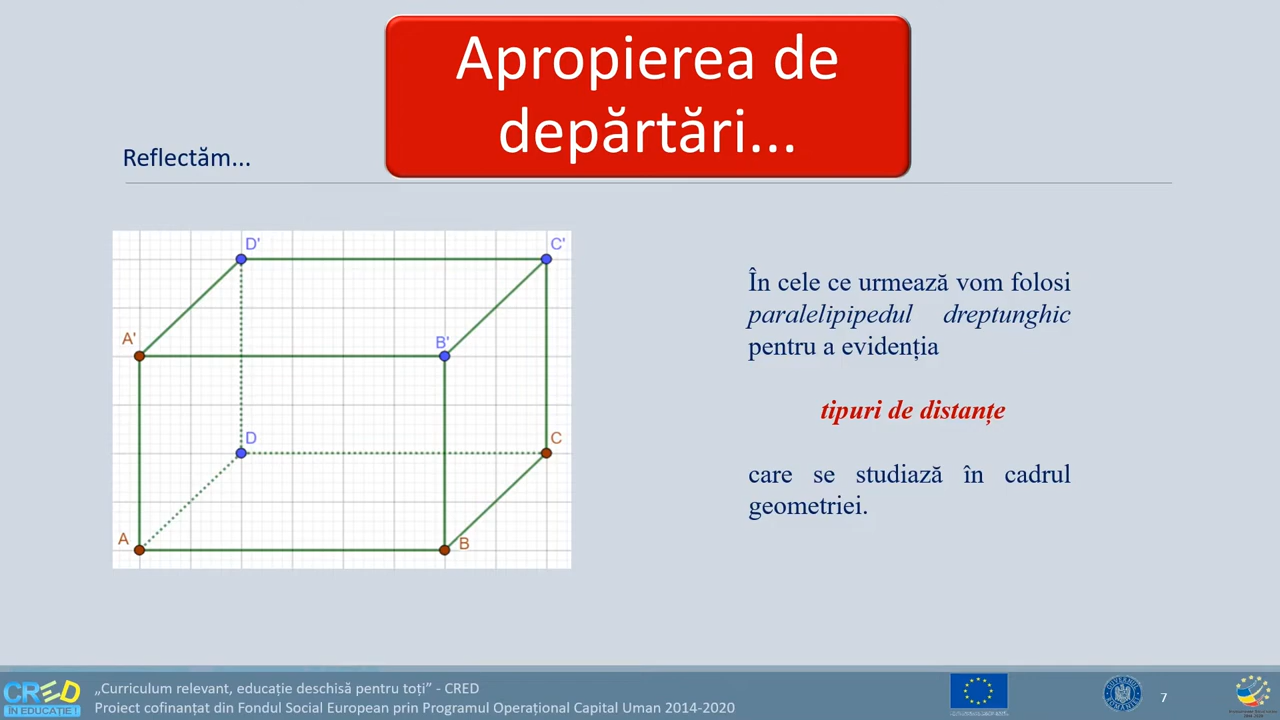 Apropierea de
depărtări...
Reflectăm...
D'
C'
A'
B'
D
C
A
B
În cele ce urmează vom folosi
paralelipipedul dreptunghic
pentru a evidenția
tipuri de distanțe
care se studiază în cadrul
geometriei.
CRED
ÎN EDUCAȚIE !
„Curriculum relevant, educație deschisă pentru toți” - CRED
Proiect cofinanțat din Fondul Social European prin Programul Operațional Capital Uman 2014-2020
7